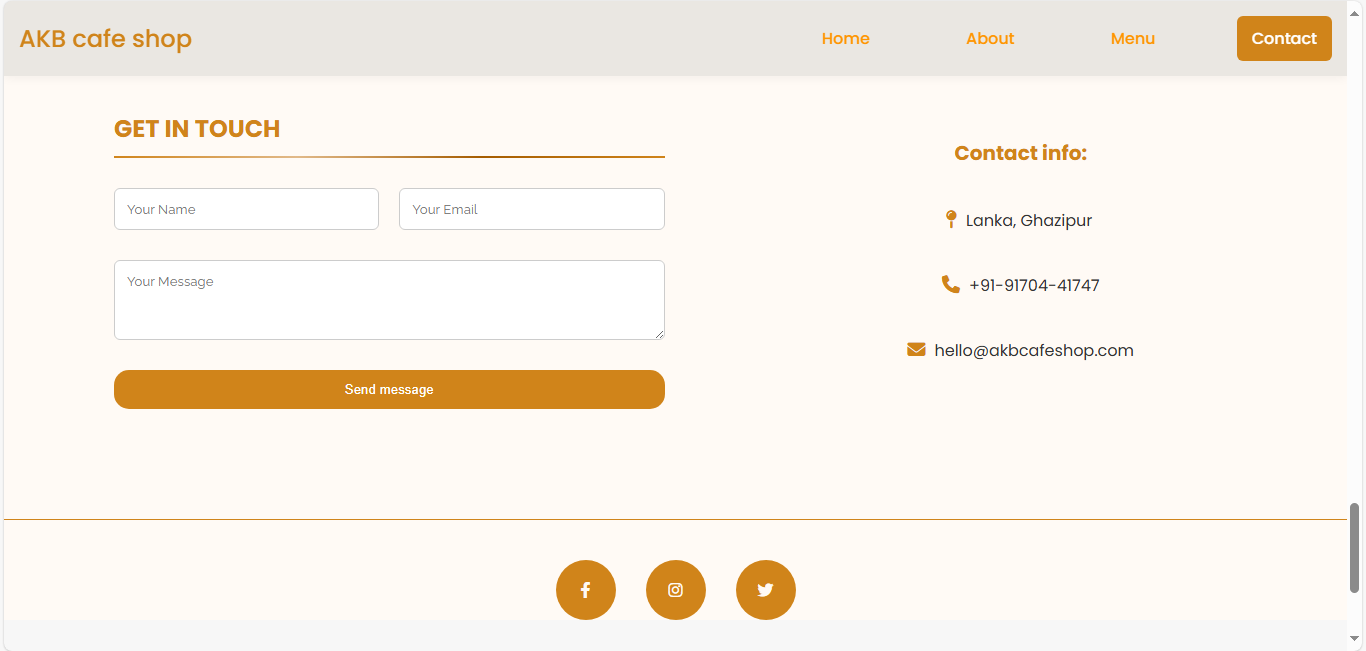 AKB cafe shop
Home
About
Menu
Contact
GET IN TOUCH
Your Name
Your Email
Your Message
Send message
Contact info:
Lanka, Ghazipur
+91-91704-41747
hello@akbcafeshop.com